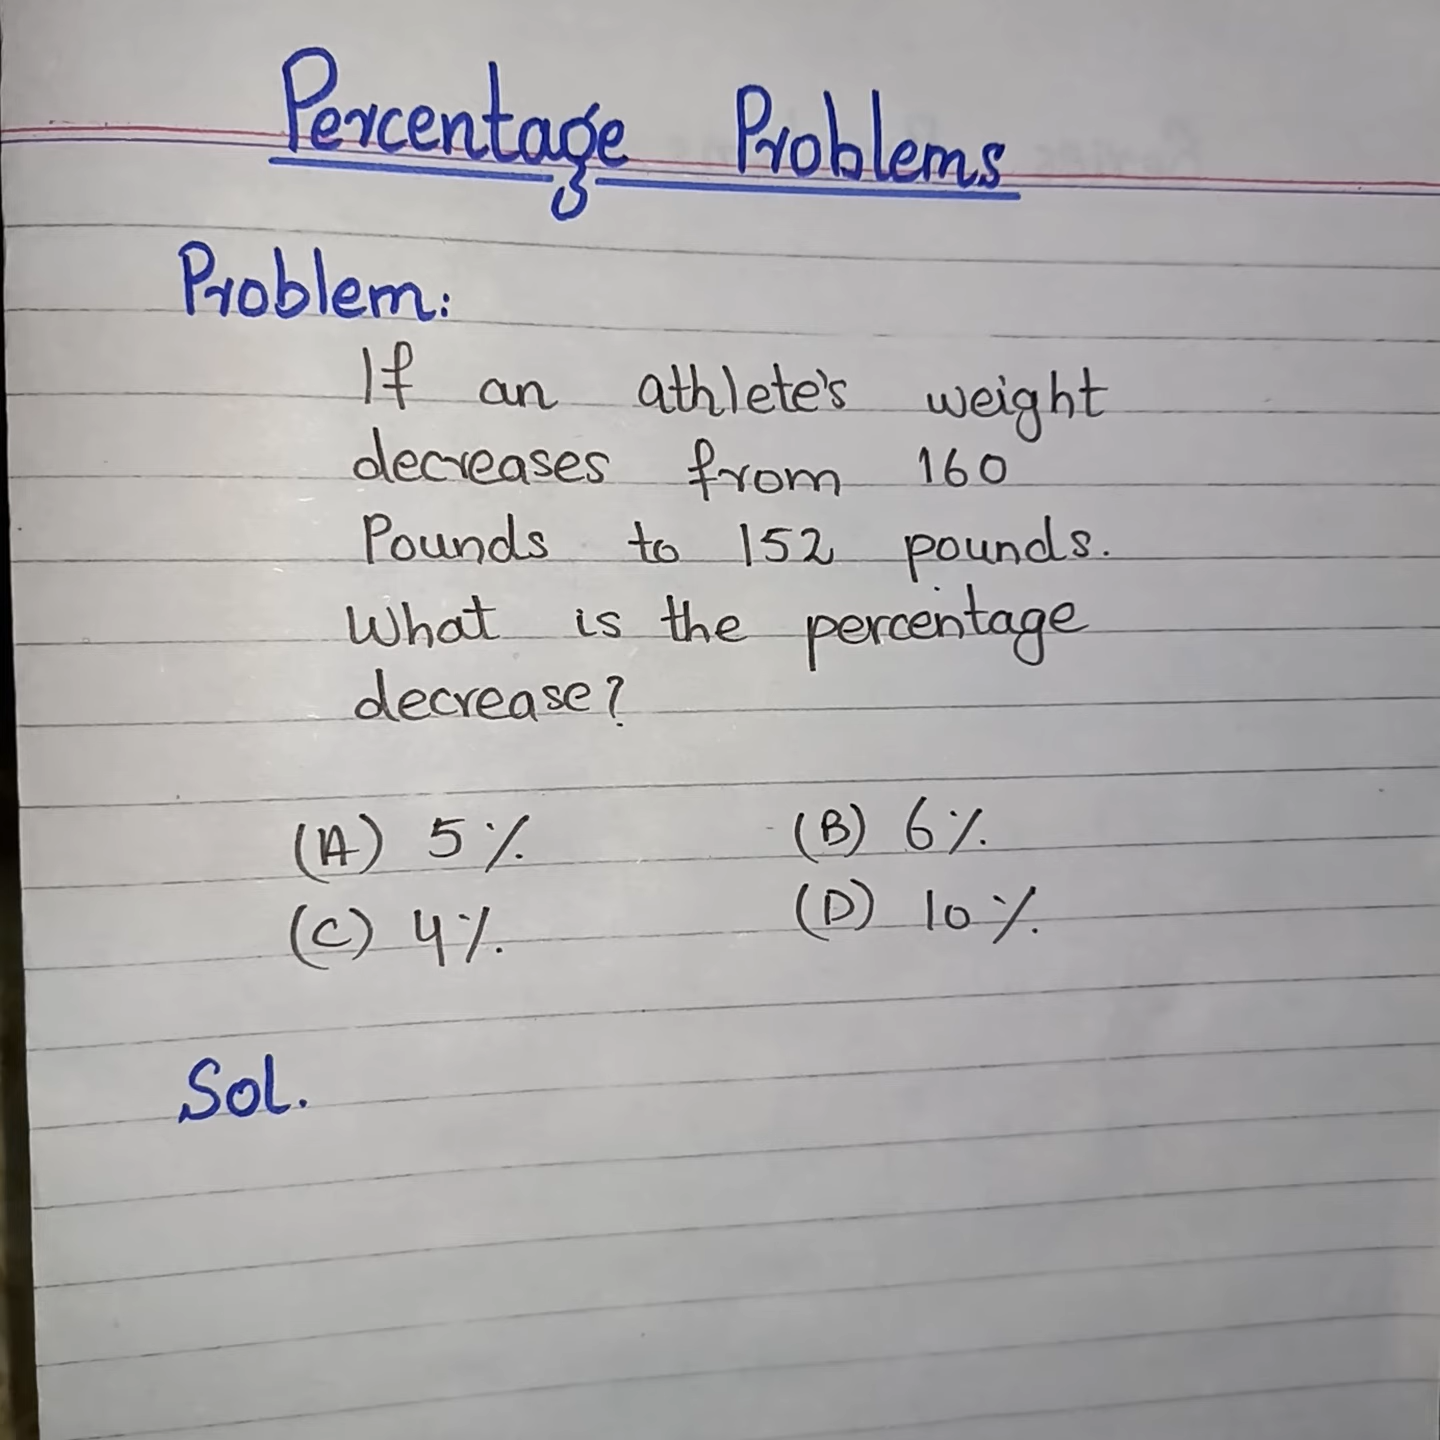 Percentage Problems
Problem:
If an athlete's weight
decreases from 160
Pounds to 152 pounds.
What is the percentage
decrease?
(A) 5% (B) 6%
(C) 4% (D) 10%
Sol.